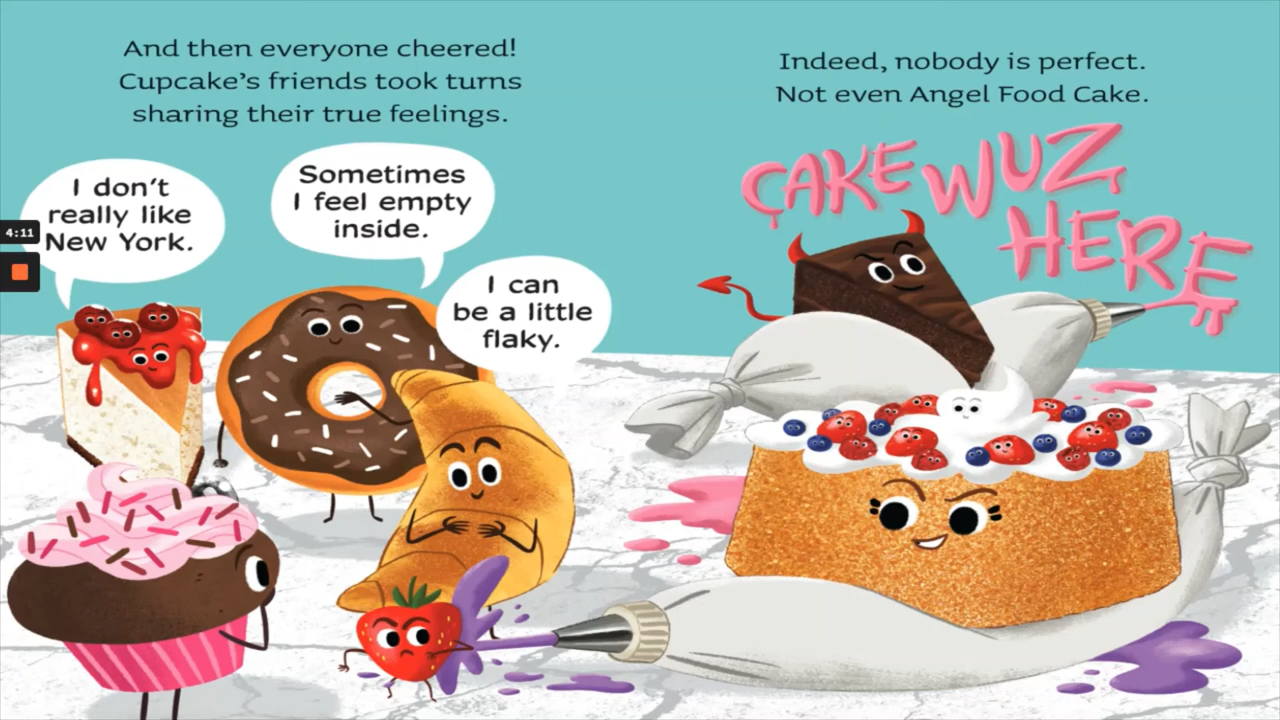 And then everyone cheered!
Cupcake's friends took turns
sharing their true feelings.
I don't
really like
New York.
Sometimes
I feel empty
inside.
I can
be a little
flaky.
Indeed, nobody is perfect.
Not even Angel Food Cake.
CAKE WUZ
HERE
4:11